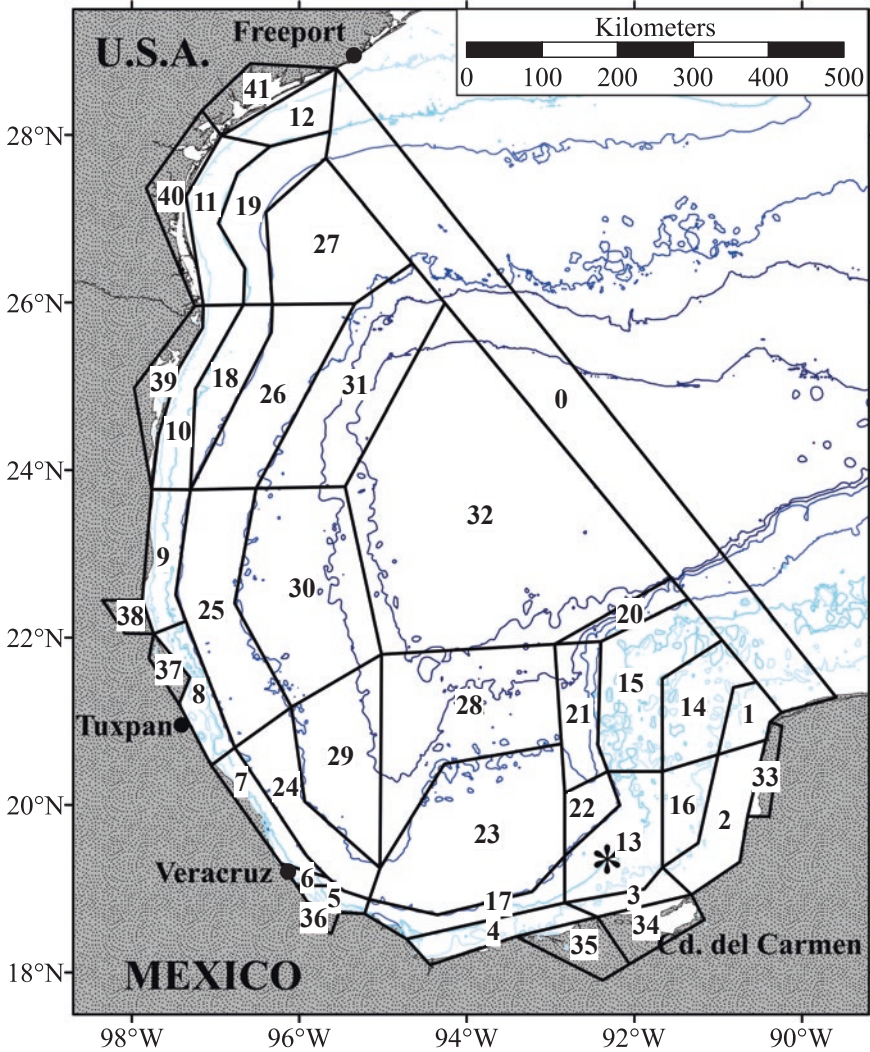 Freeport
U.S.A.
Kilometers
0 100 200 300 400 500
41
12
28°N
40 11 19
27
26°N
39 18 26 31
0
10
24°N
32
9
30
25
20
38
22°N
37
15
8 28 21 14 1
Tuxpan
29
33
7 24
20°N
22 16
23 13 2
*
Veracruz 6
5 17 3
36 4 34
35 Cd. del Carmen
18°N
MEXICO
98°W 96°W 94°W 92°W 90°W